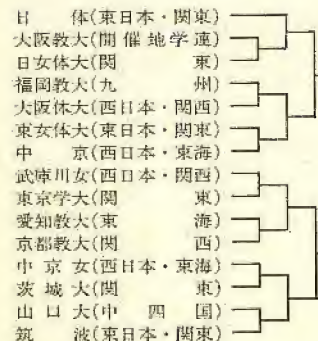 日体(東日本・関東)
大阪教大(開催地学連)
日女体大(関東)
福岡教大(九州)
大阪体大(西日本・関西)
東女体大(東日本・関東)
中京(西日本・東海)
武庫川女(西日本・関西)
東京学大(関東)
愛知教大(東海)
京都教大(関西)
中京女(西日本・東海)
茨城大(関東)
山口大(中四国)
筑波(東日本・関東)